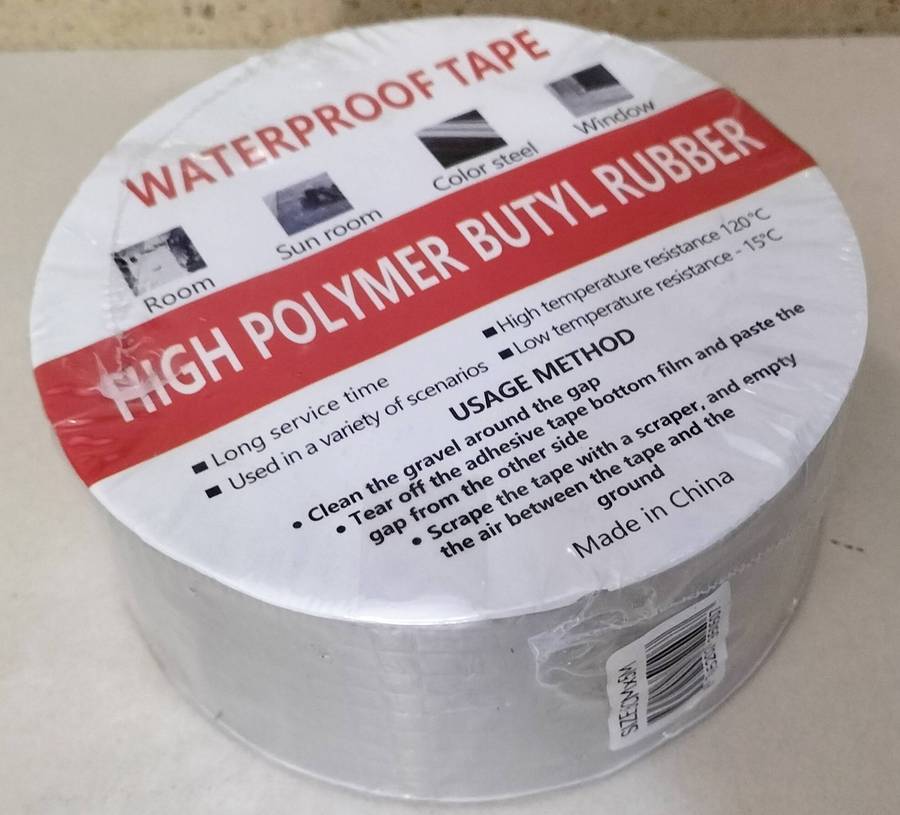 WATERPROOF TAPE
Room
Sun room
Color steel
Window
HIGH POLYMER BUTYL RUBBER
■ Long service time
■ High temperature resistance 120°C
■ Used in a variety of scenarios
■ Low temperature resistance - 15°C
USAGE METHOD
• Clean the gravel around the gap
• Tear off the adhesive tape bottom film and paste the
gap from the other side
• Scrape the tape with a scraper, and empty
the air between the tape and the
ground
Made in China